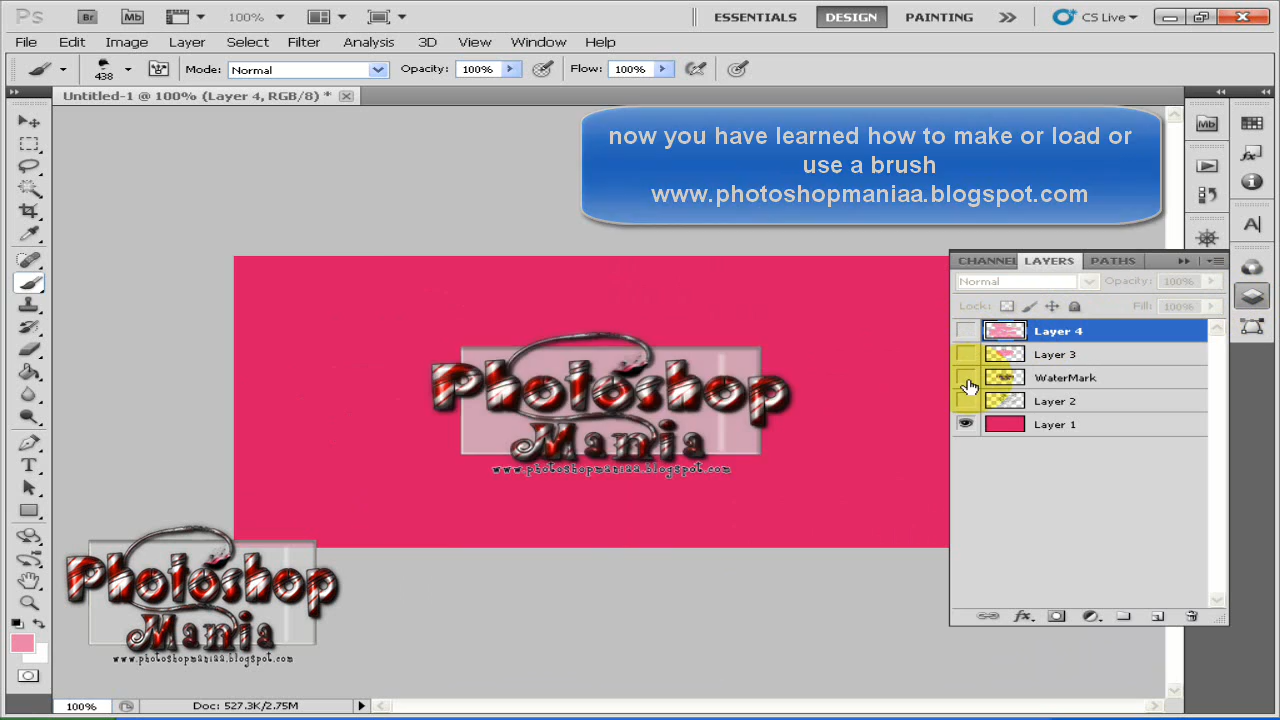 Ps Br Mb 100% ESSENTIALS DESIGN PAINTING CS Live
File Edit Image Layer Select Filter Analysis 3D View Window Help
438 Mode: Normal Opacity: 100% Flow: 100%
Untitled-1 @ 100% (Layer 4, RGB/8) *
now you have learned how to make or load or
use a brush
www.photoshopmaniaa.blogspot.com
Mb
A
CHANNEL LAYERS PATHS
Normal Opacity: 100%
Lock: Fill: 100%
Layer 4
Layer 3
WaterMark
Layer 2
Layer 1
Photoshop
Mania
www.photoshopmaniaa.blogspot.com
Photoshop
Mania
www.photoshopmaniaa.blogspot.com
T
fx
100% Doc: 527.3K/2.75M